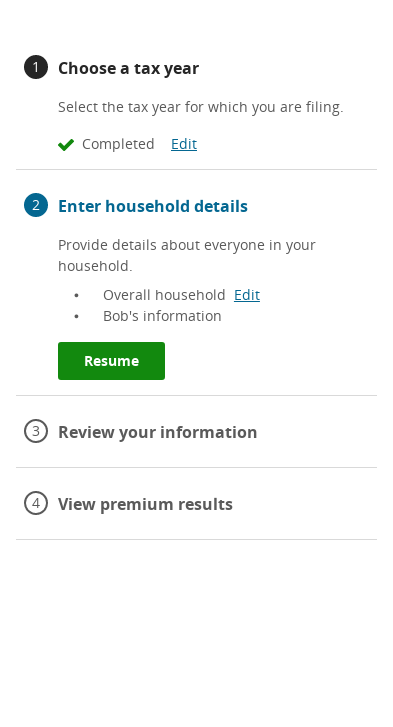 1 Choose a tax year
Select the tax year for which you are filing.
Completed Edit
2 Enter household details
Provide details about everyone in your
household.
• Overall household Edit
• Bob's information
Resume
3 Review your information
4 View premium results